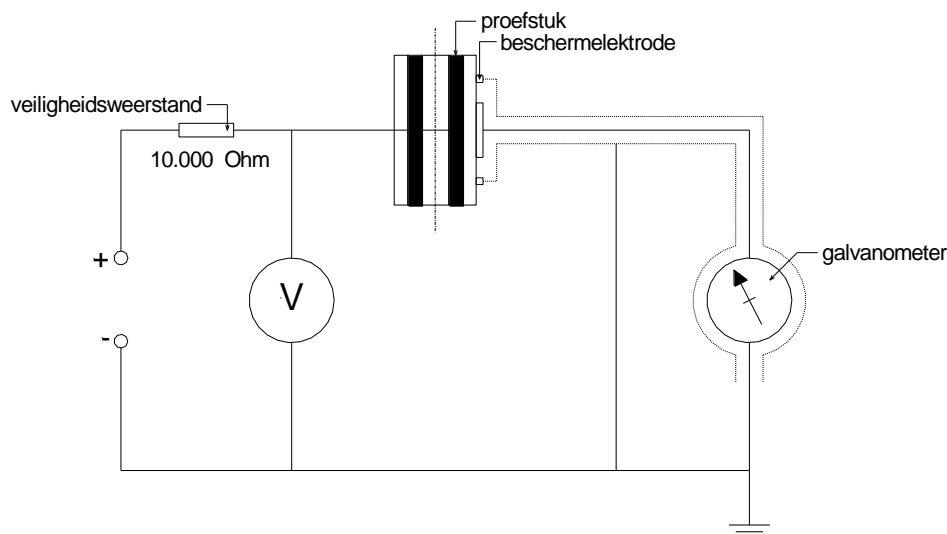 proefstuk
beschermelektrode
veiligheidsweerstand
10.000 Ohm
galvanometer
+
V
-